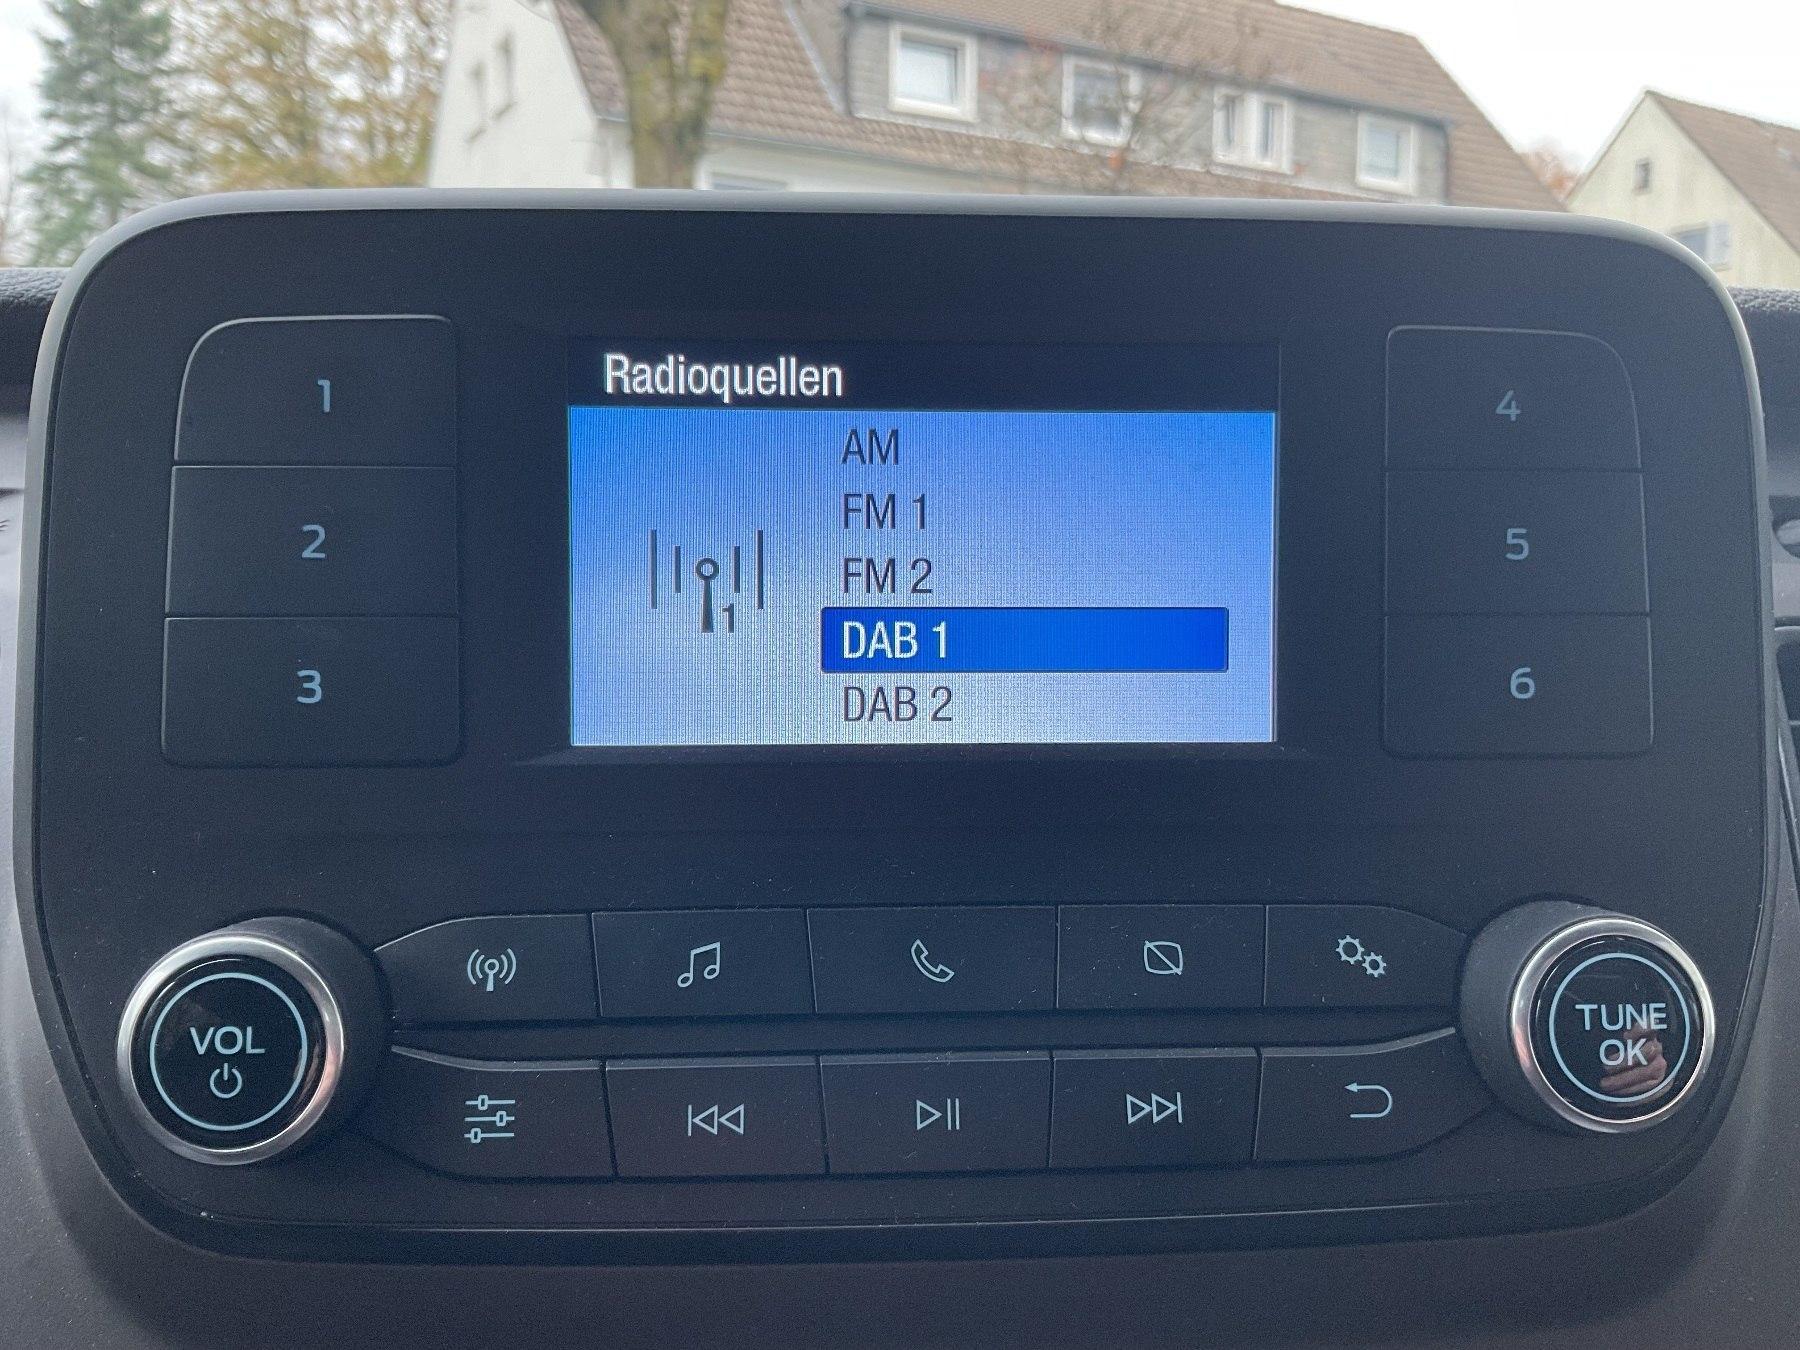 Radioquellen
AM
FM 1
FM 2
1
DAB 1
DAB 2
1
2
3
4
5
6
VOL
TUNE
OK